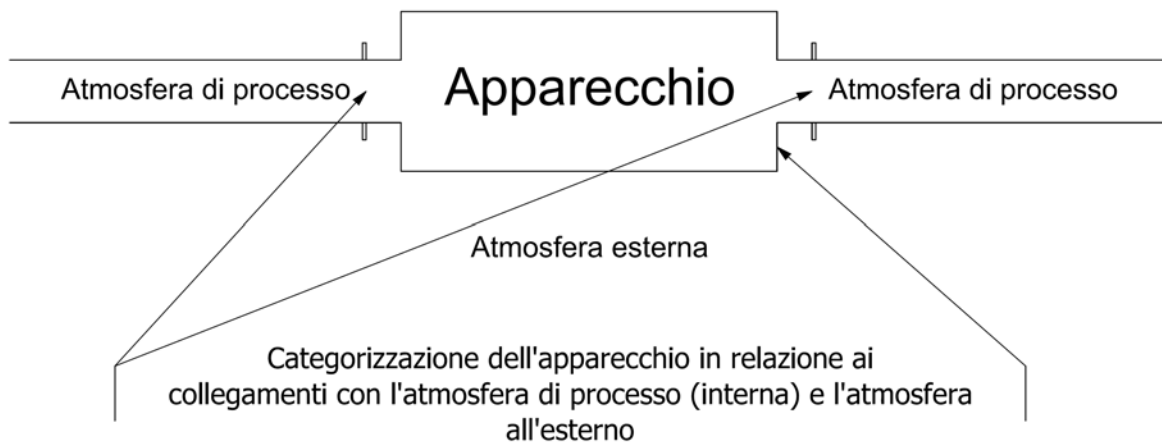 Atmosfera di processo
Apparecchio
Atmosfera di processo
Atmosfera esterna
Categorizzazione dell'apparecchio in relazione ai
collegamenti con l'atmosfera di processo (interna) e l'atmosfera
all'esterno